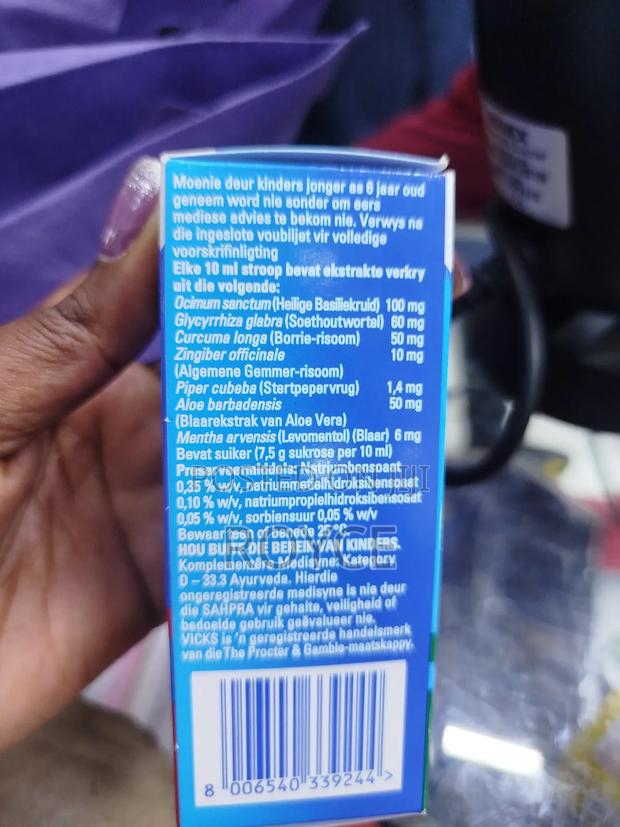 Moenie deur kinders jonger as 6 jaar oud
geneem word nie sonder om eers
mediese advies te bekom nie. Verwys na
die ingeslote voubiljet vir volledige
voorskrifinligting
Elke 10 ml stroop bevat ekstrakte verkry
uit die volgende:
Ocimum sanctum (Heilige Basiliekruid) 100 mg
Glycyrrhiza glabra (Soethoutwortel) 60 mg
Curcuma longa (Borrie-risoom) 50 mg
Zingiber officinale 10 mg
(Algemene Gemmer-risoom)
Piper cubeba (Stertpepervrug) 1,4 mg
Aloe barbadensis 50 mg
(Blaarekstrak van Aloe Vera)
Mentha arvensis (Levomentol) (Blaar) 6 mg
Bevat suiker (7,5 g sukrose per 10 ml)
Preserveermiddels: Natriumbensoaat
0,35 % w/v, natriummetielhidroksibensoaat
0,10 % w/v, natriumpropielhidroksibensoaat
0,05 % w/v, sorbiensuur 0,05 % w/v
Bewaar teen of benede 25 °C
HOU BUITE DIE BEREIK VAN KINDERS.
Komplementêre Medisyne: Kategory
D – 33.3 Ayurveda. Hierdie
ongeregistreerde medisyne is nie deur
die SAHPRA vir gehalte, veiligheid of
bedoelde gebruik geëvalueer nie.
VICKS is 'n geregistreerde handelsmerk
van die The Procter & Gamble-maatskappy.
8 006540 339244 >
ROYCE